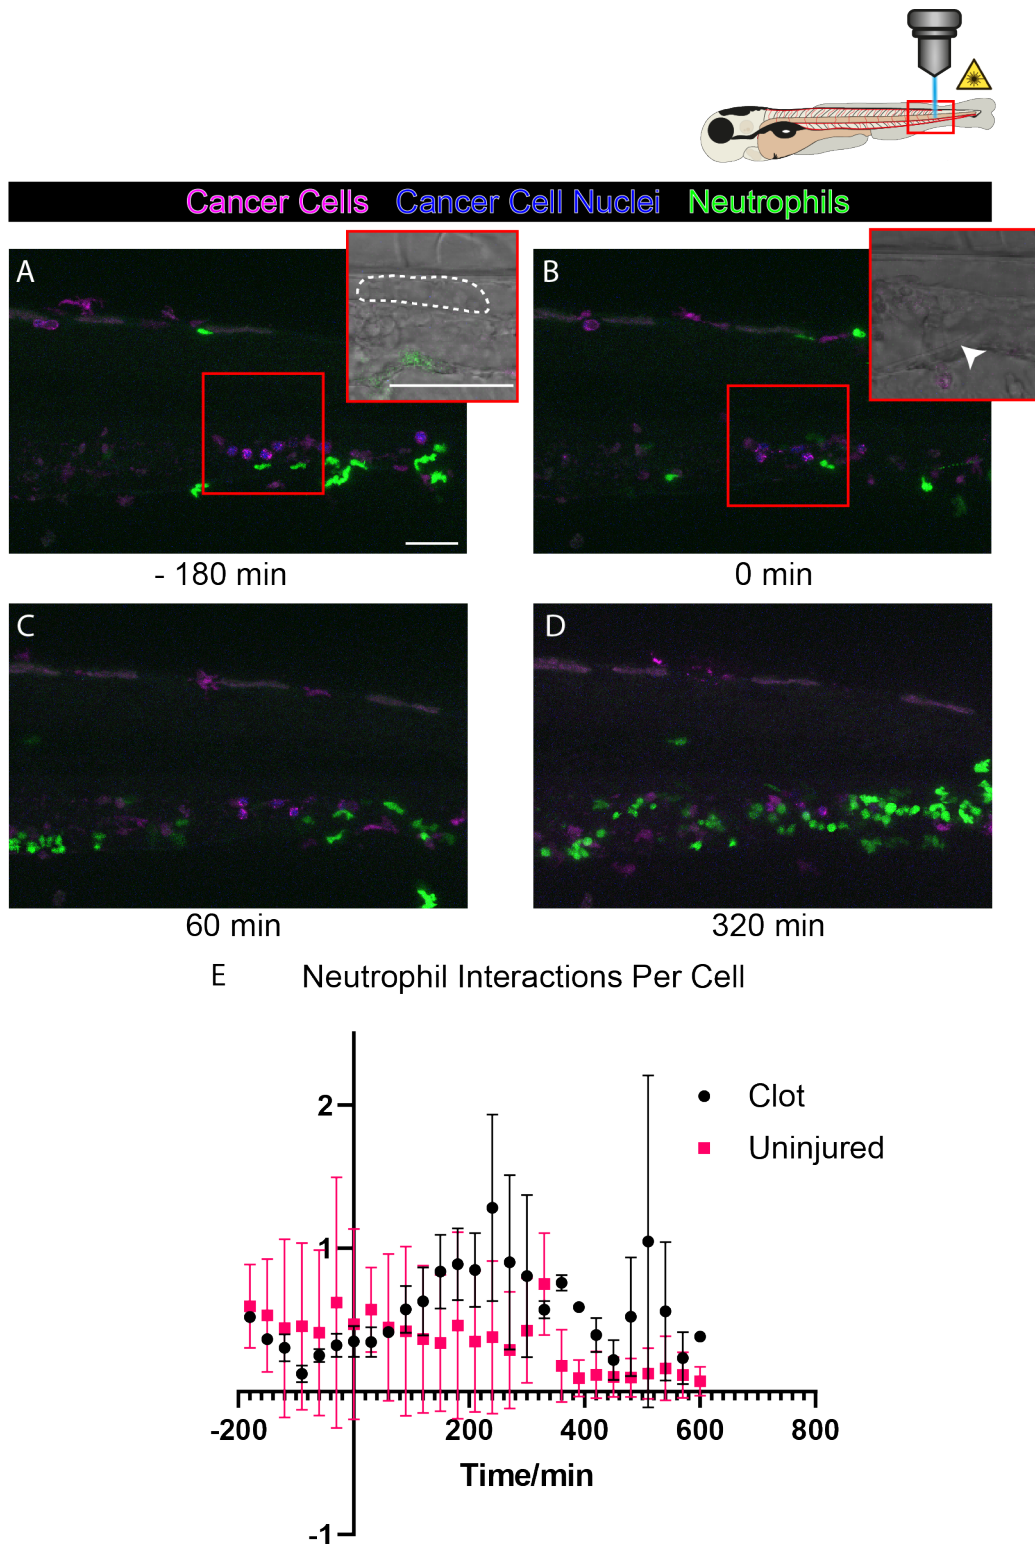 Cancer Cells Cancer Cell Nuclei Neutrophils
A
B
- 180 min
0 min
C
D
60 min
320 min
E Neutrophil Interactions Per Cell
2
1
-1
Clot
Uninjured
-200 200 400 600 800
Time/min